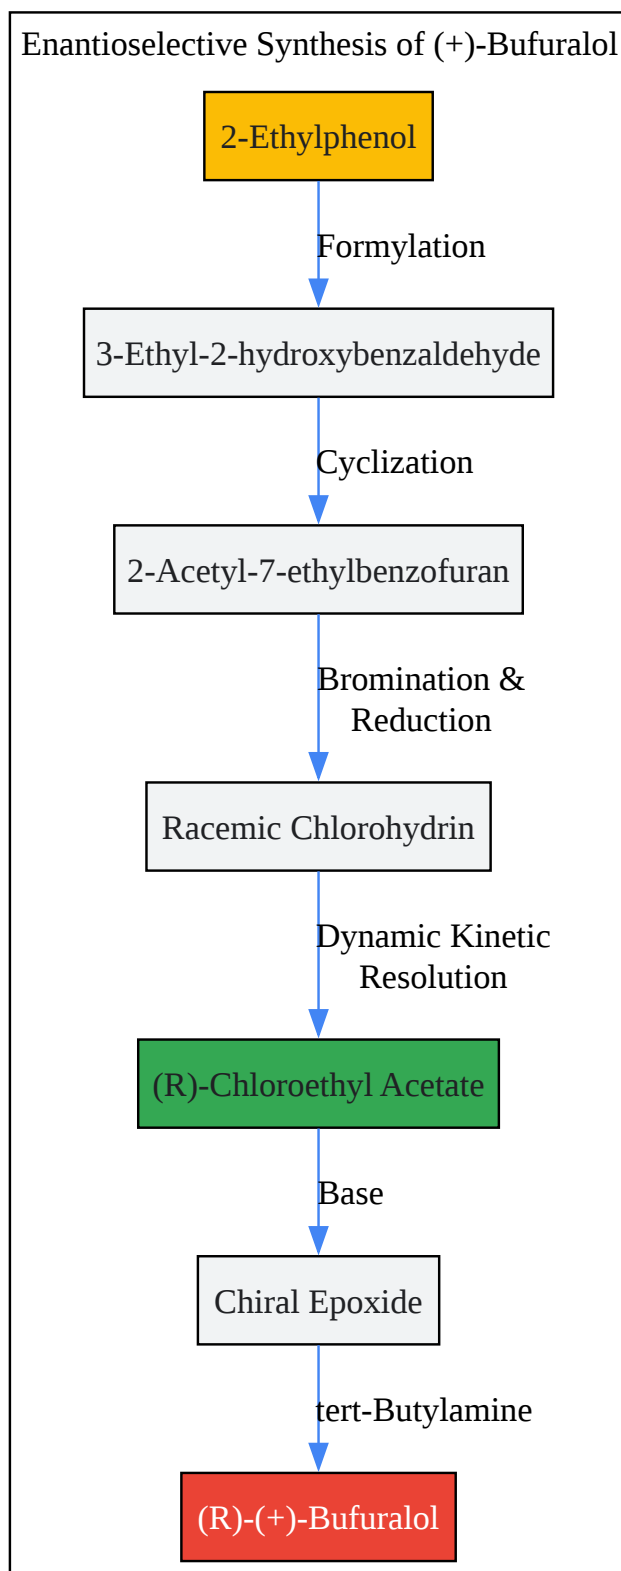 Enantioselective Synthesis of (+)-Bufuralol
2-Ethylphenol
Formylation
3-Ethyl-2-hydroxybenzaldehyde
Cyclization
2-Acetyl-7-ethylbenzofuran
Bromination &
Reduction
Racemic Chlorohydrin
Dynamic Kinetic
Resolution
(R)-Chloroethyl Acetate
Base
Chiral Epoxide
tert-Butylamine
(R)-(+)-Bufuralol